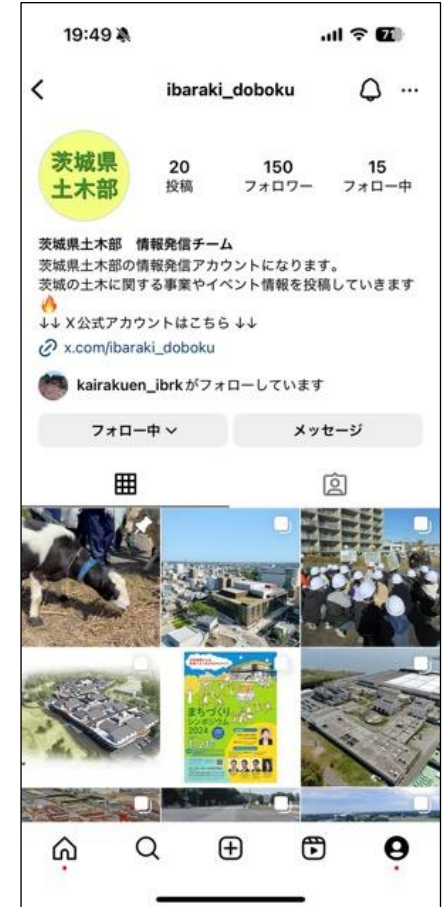 19:49
71
ibaraki_doboku
茨城県
土木部
20
投稿
150
フォロワー
15
フォロー中
茨城県土木部 情報発信チーム
茨城県土木部の情報発信アカウントになります。
茨城の土木に関する事業やイベント情報を投稿していきます
🔥
↓↓ X公式アカウントはこちら ↓↓
x.com/ibaraki_doboku
kairakuen_ibrkがフォローしています
フォロー中
メッセージ
まちづくり
シンポジウム
2024